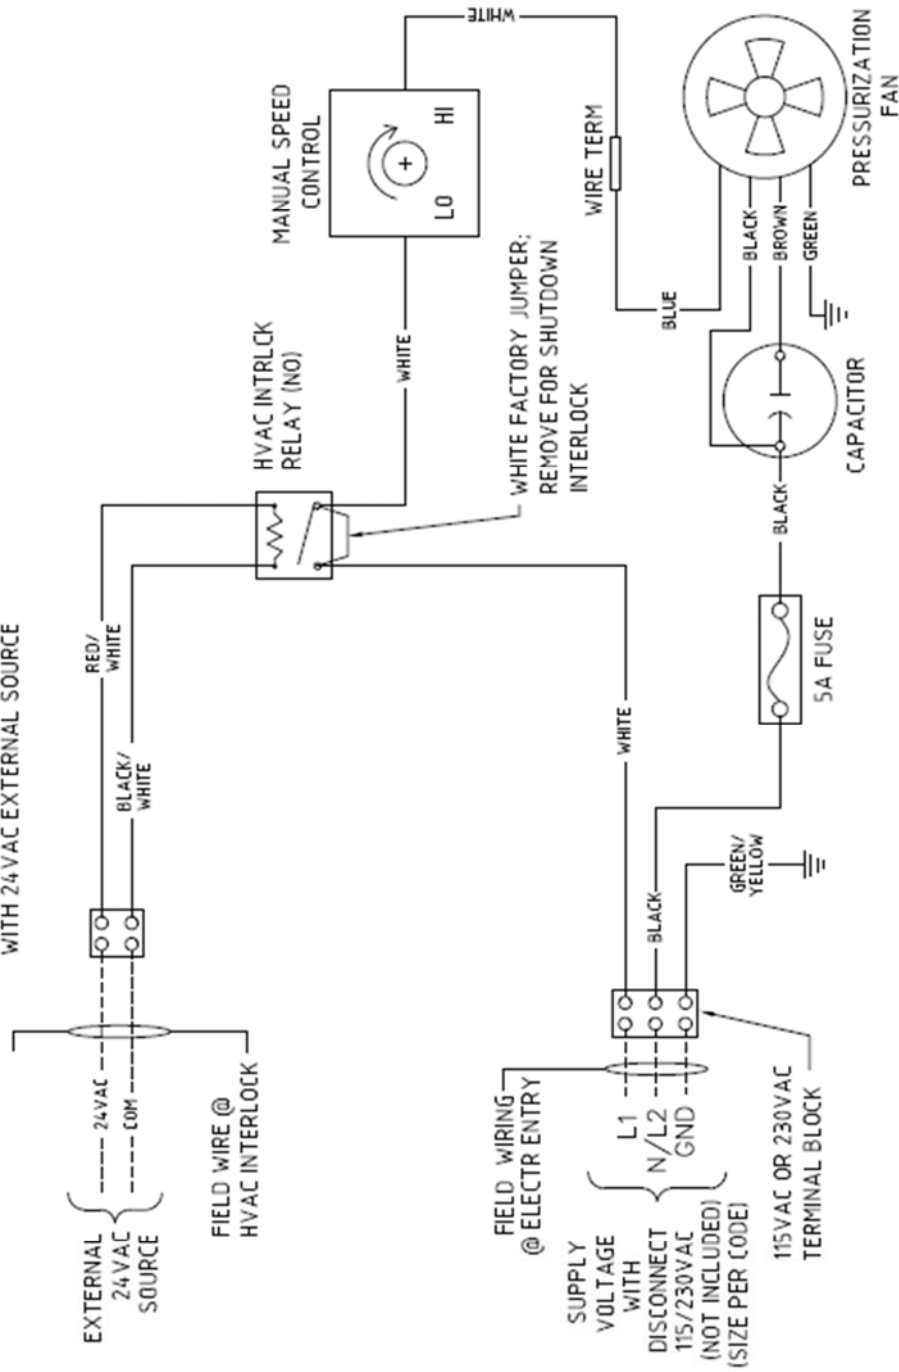 WITH 24VAC EXTERNAL SOURCE
EXTERNAL
24VAC
SOURCE
24VAC
COM
FIELD WIRE @
HVAC INTERLOCK
RED/
WHITE
BLACK/
WHITE
HVAC INTRLCK
RELAY (NO)
MANUAL SPEED
CONTROL
LO
HI
WHITE
WHITE
WHITE FACTORY JUMPER;
REMOVE FOR SHUTDOWN
INTERLOCK
WIRE TERM
BLUE
BLACK
BROWN
GREEN
PRESSURIZATION
FAN
CAPACITOR
BLACK
5A FUSE
WHITE
BLACK
GREEN/
YELLOW
FIELD WIRING
@ ELECTR ENTRY
L1
N/L2
GND
SUPPLY
VOLTAGE
WITH
DISCONNECT
115/230VAC
(NOT INCLUDED)
(SIZE PER CODE)
115VAC OR 230VAC
TERMINAL BLOCK